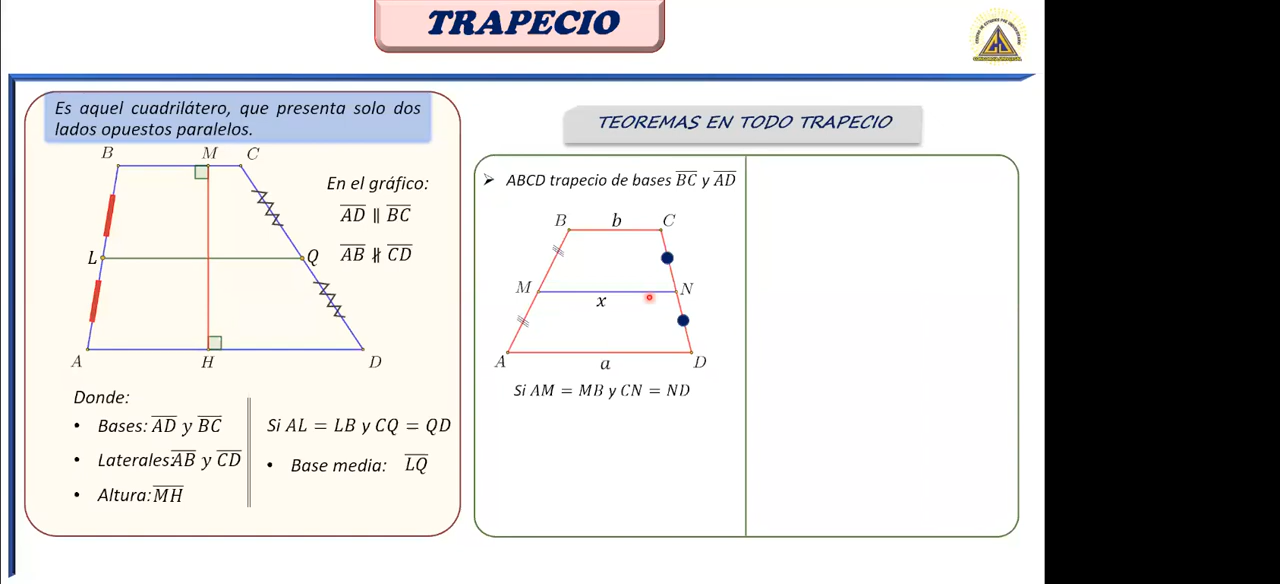 TRAPECIO
Es aquel cuadrilátero, que presenta solo dos
lados opuestos paralelos.
B M C
L Q
A H D
En el gráfico:
AD ∥ BC
AB ∦ CD
Donde:
• Bases: AD y BC
• Laterales: AB y CD
• Altura: MH
Si AL = LB y CQ = QD
• Base media: LQ
TEOREMAS EN TODO TRAPECIO
➢ ABCD trapecio de bases BC y AD
B b C
M x N
A a D
Si AM = MB y CN = ND